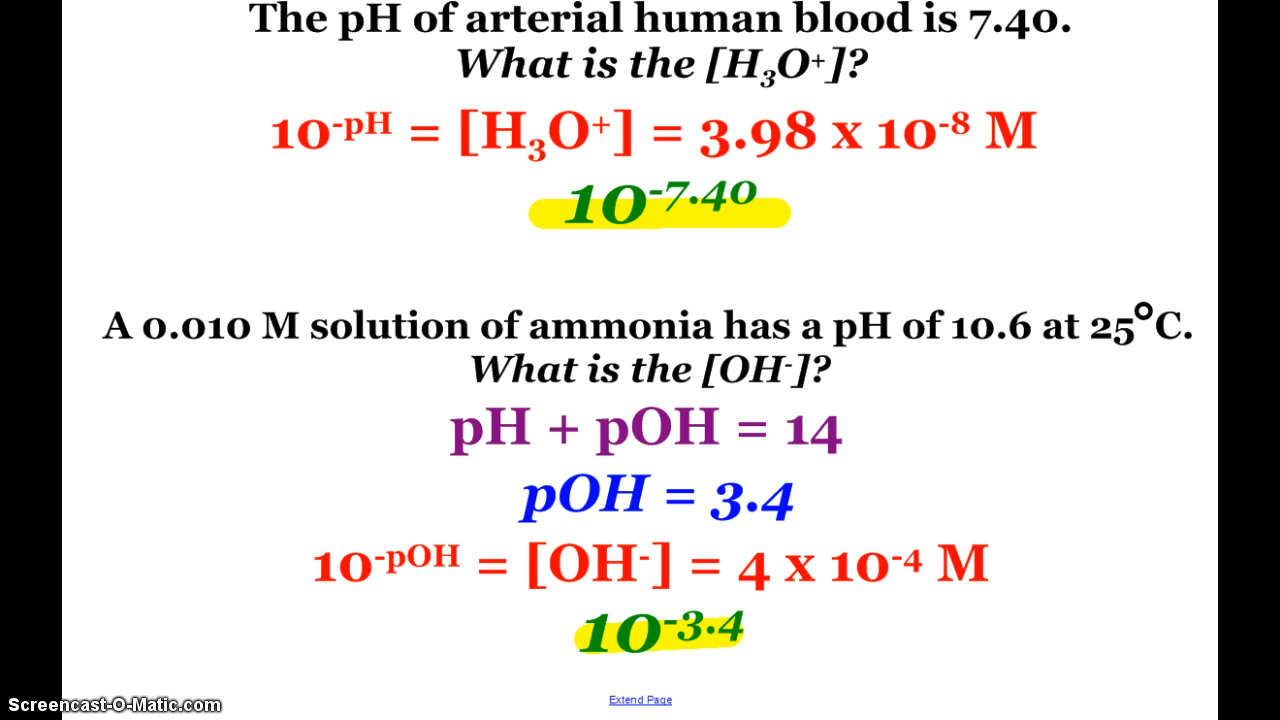 The pH of arterial human blood is 7.40.
What is the [H₃O⁺]?
10⁻ᵖᴴ = [H₃O⁺] = 3.98 x 10⁻⁸ M
10⁻⁷·⁴⁰
A 0.010 M solution of ammonia has a pH of 10.6 at 25°C.
What is the [OH⁻]?
pH + pOH = 14
pOH = 3.4
10⁻ᵖᴼᴴ = [OH⁻] = 4 x 10⁻⁴ M
10⁻³·⁴
Extend Page
Screencast-O-Matic.com